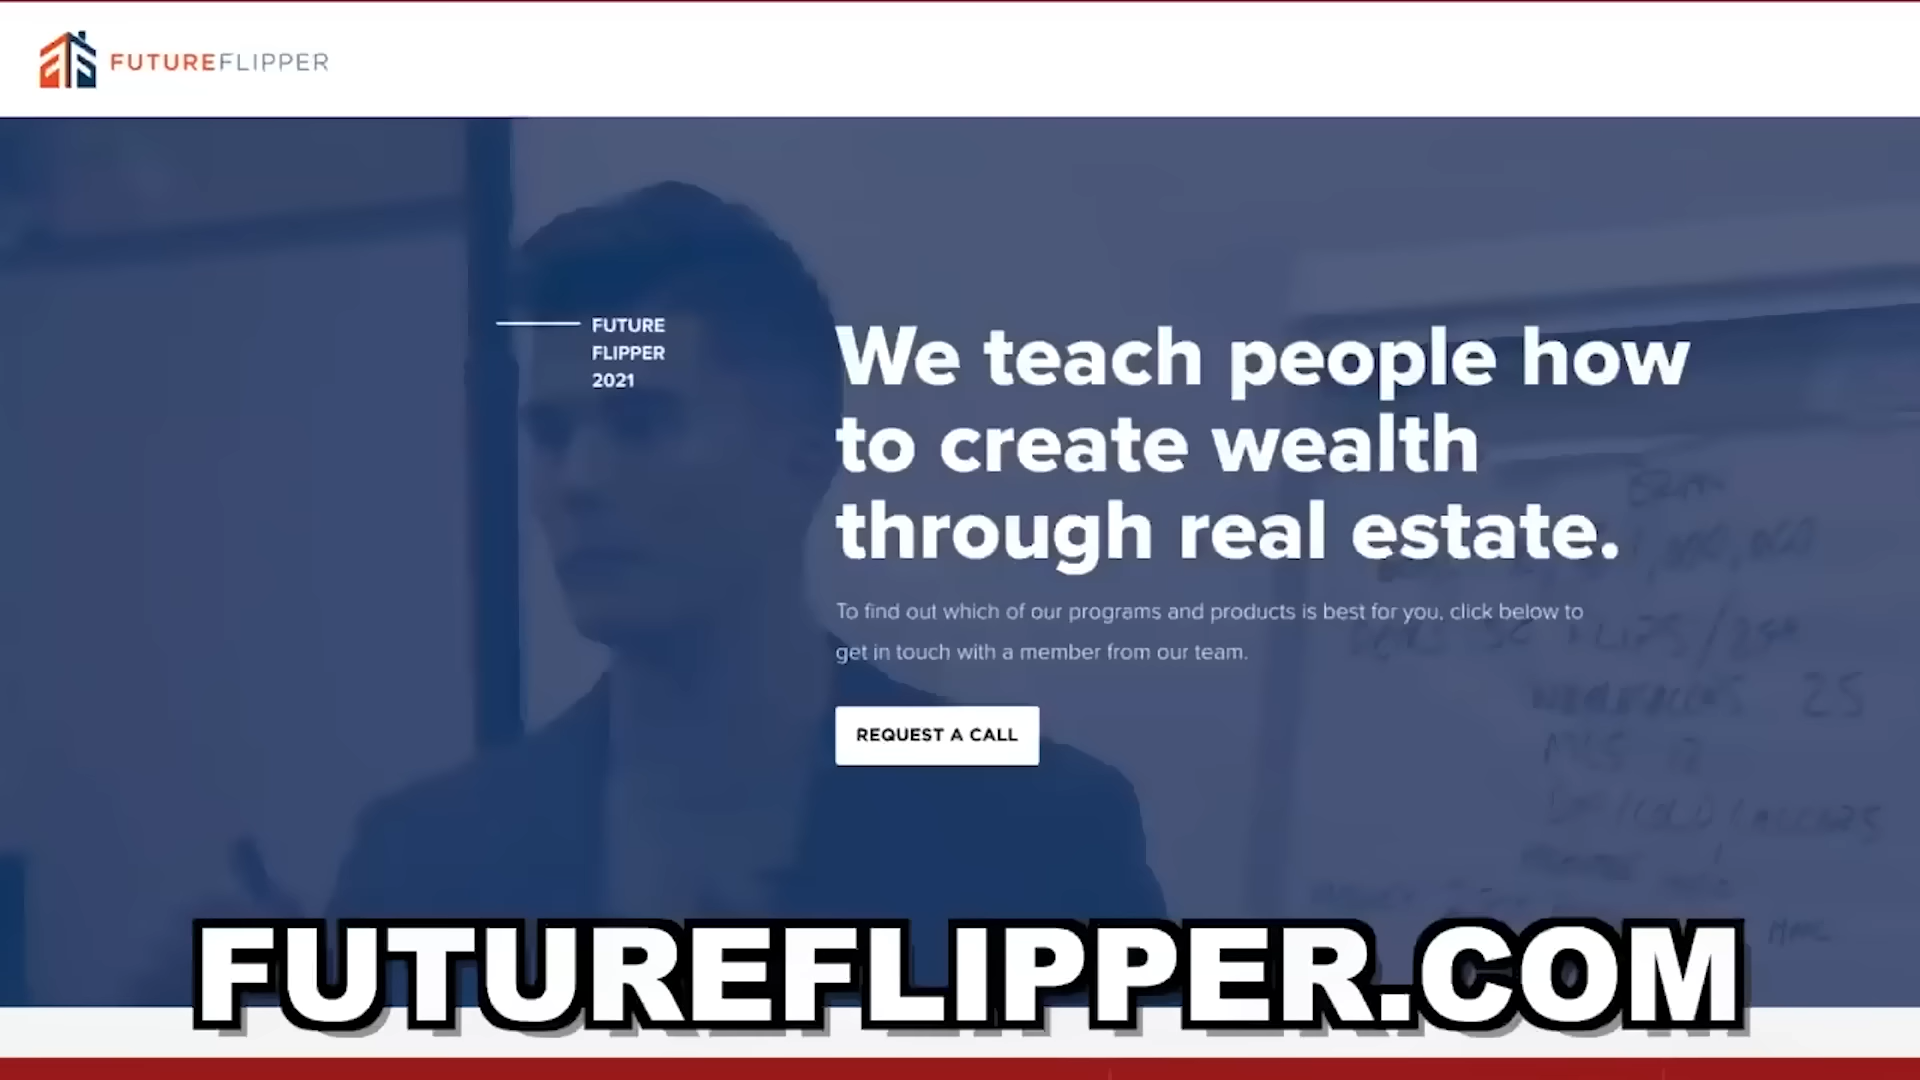 FUTUREFLIPPER
FUTURE
FLIPPER
2021
We teach people how
to create wealth
through real estate.
To find out which of our programs and products is best for you, click below to
get in touch with a member from our team.
REQUEST A CALL
25
FUTUREFLIPPER.COM